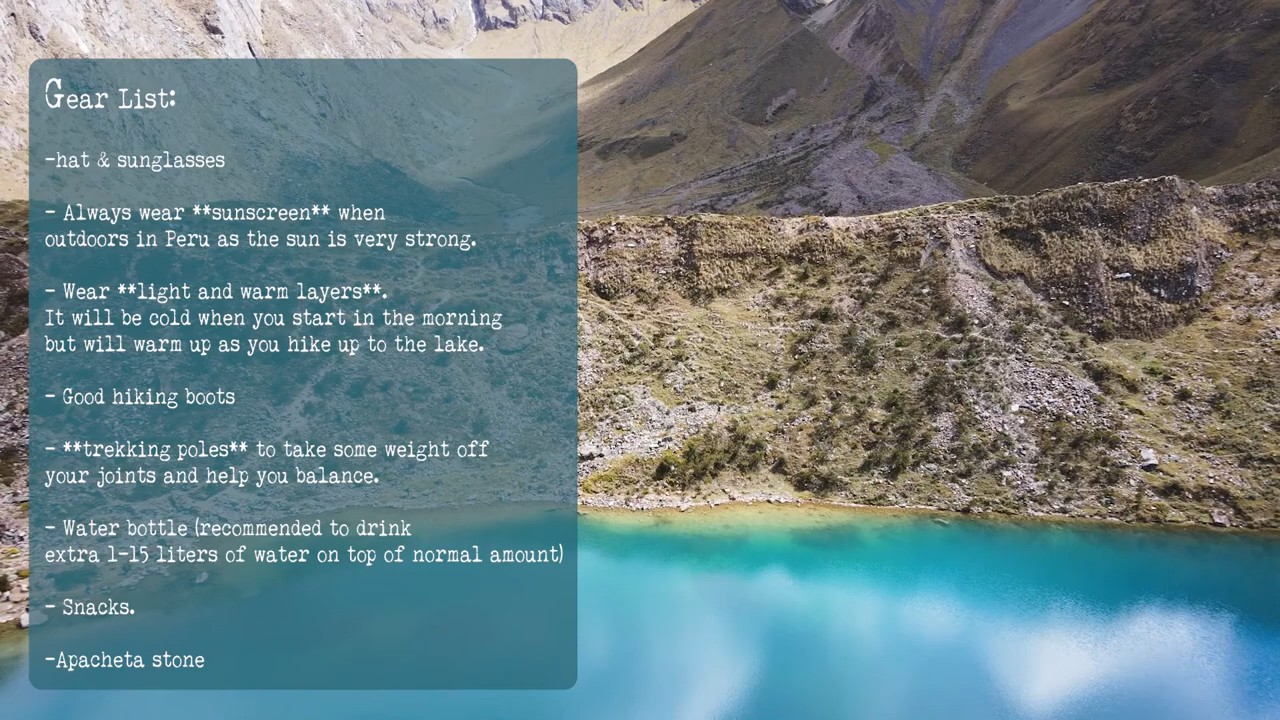 Gear List:
-hat & sunglasses
- Always wear **sunscreen** when
outdoors in Peru as the sun is very strong.
- Wear **light and warm layers**.
It will be cold when you start in the morning
but will warm up as you hike up to the lake.
- Good hiking boots
- **trekking poles** to take some weight off
your joints and help you balance.
- Water bottle (recommended to drink
extra 1-15 liters of water on top of normal amount)
- Snacks.
-Apacheta stone